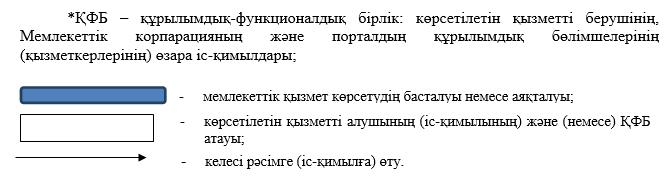 *ҚФБ – құрылымдық-функционалдық бірлік: көрсетілетін қызметті берушінің,
Мемлекеттік корпорацияның және порталдың құрылымдық бөлімшелерінің
(қызметкерлерінің) өзара іс-қимылдары;
- мемлекеттік қызмет көрсетудің басталуы немесе аяқталуы;
- көрсетілетін қызметті алушының (іс-қимылының) және (немесе) ҚФБ
атауы;
- келесі рәсімге (іс-қимылға) өту.